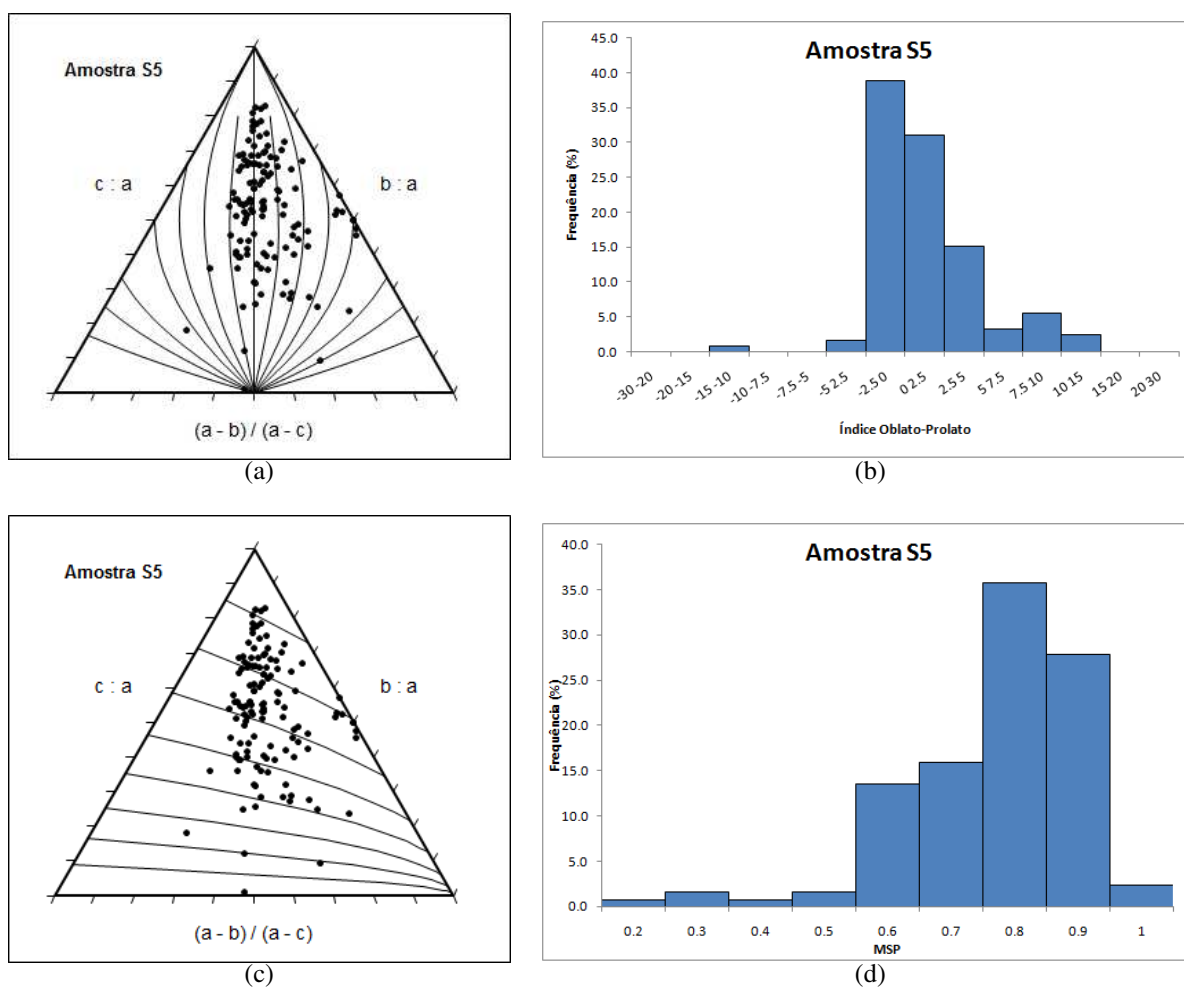 Amostra S5
c : a
b : a
(a - b) / (a - c)
(a)
Amostra S5
Frequência (%)
45.0
40.0
35.0
30.0
25.0
20.0
15.0
10.0
5.0
0.0
-30 -20
-20 -15
-15 -10
-10 -7.5
-7.5 -5
-5 2.5
-2.5 0
0 2.5
2.5 5
5 7.5
7.5 10
10 15
15 20
20 30
Índice Oblato-Prolato
(b)
Amostra S5
c : a
b : a
(a - b) / (a - c)
(c)
Amostra S5
Frequência (%)
40.0
35.0
30.0
25.0
20.0
15.0
10.0
5.0
0.0
0.2 0.3 0.4 0.5 0.6 0.7 0.8 0.9 1
MSP
(d)